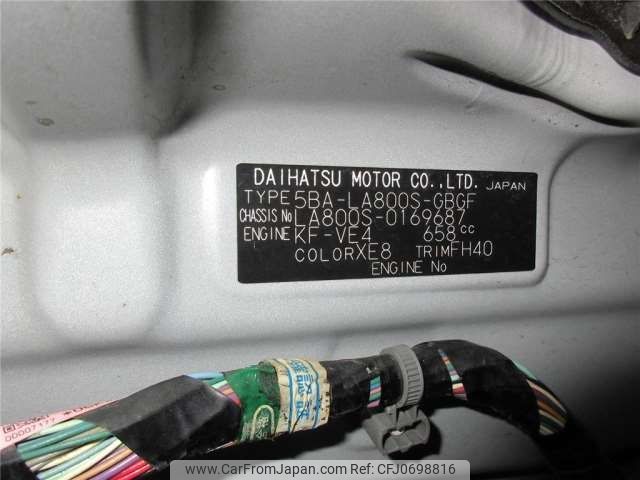 DAIHATSU MOTOR CO.,LTD. JAPAN
TYPE 5BA-LA800S-GBGF
CHASSIS No LA800S-0169687
ENGINE KF-VE4 658cc
COLOR XE8 TRIM FH40
ENGINE No
00007177
www.CarFromJapan.com - CFJ0698816